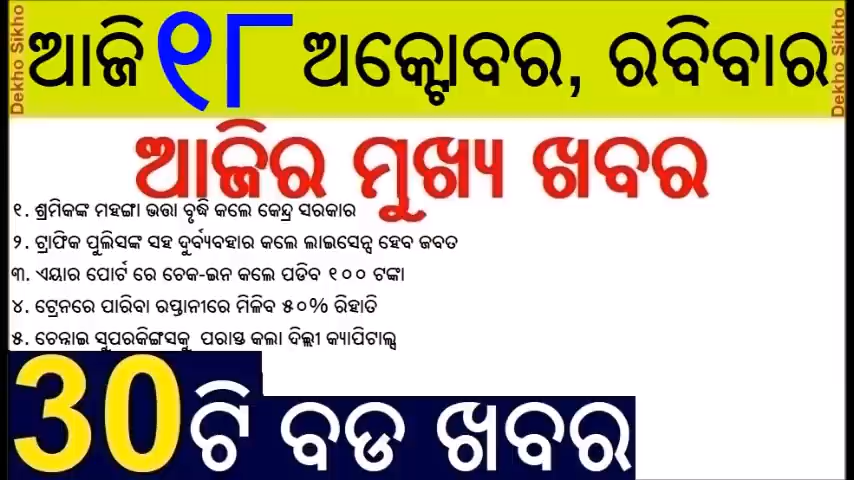 Dekho Sikho
ଆଜି ୧୮ ଅକ୍ଟୋବର, ରବିବାର
Dekho Sikho
ଆଜିର ମୁଖ୍ୟ ଖବର
୧. ଶ୍ରମିକଙ୍କ ମହଙ୍ଗା ଭତ୍ତା ବୃଦ୍ଧି କଲେ କେନ୍ଦ୍ର ସରକାର
୨. ଟ୍ରାଫିକ ପୁଲିସଙ୍କ ସହ ଦୁର୍ବ୍ୟବହାର କଲେ ଲାଇସେନ୍ସ ହେବ ଜବତ
୩. ଏୟାର ପୋର୍ଟ ରେ ଚେକ-ଇନ କଲେ ପଡିବ ୧୦୦ ଟଙ୍କା
୪. ଟ୍ରେନରେ ପାରିବା ରପ୍ତାନୀରେ ମିଳିବ ୫୦% ରିହାତି
୫. ଚେନ୍ନାଇ ସୁପରକିଙ୍ଗସକୁ ପରାସ୍ତ କଲା ଦିଲ୍ଲୀ କ୍ୟାପିଟାଲ୍ସ
30ଟି ବଡ ଖବର